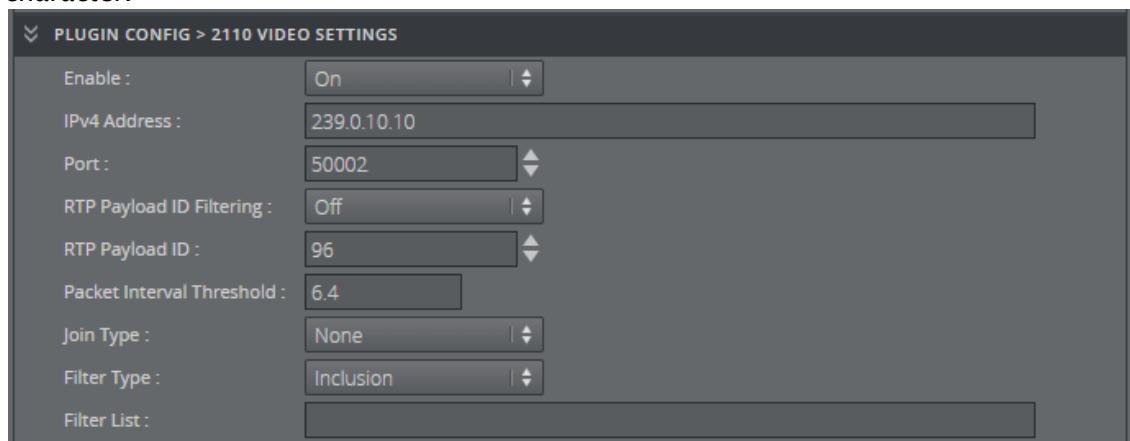 character.
PLUGIN CONFIG > 2110 VIDEO SETTINGS
Enable : On
IPv4 Address : 239.0.10.10
Port : 50002
RTP Payload ID Filtering : Off
RTP Payload ID : 96
Packet Interval Threshold : 6.4
Join Type : None
Filter Type : Inclusion
Filter List :